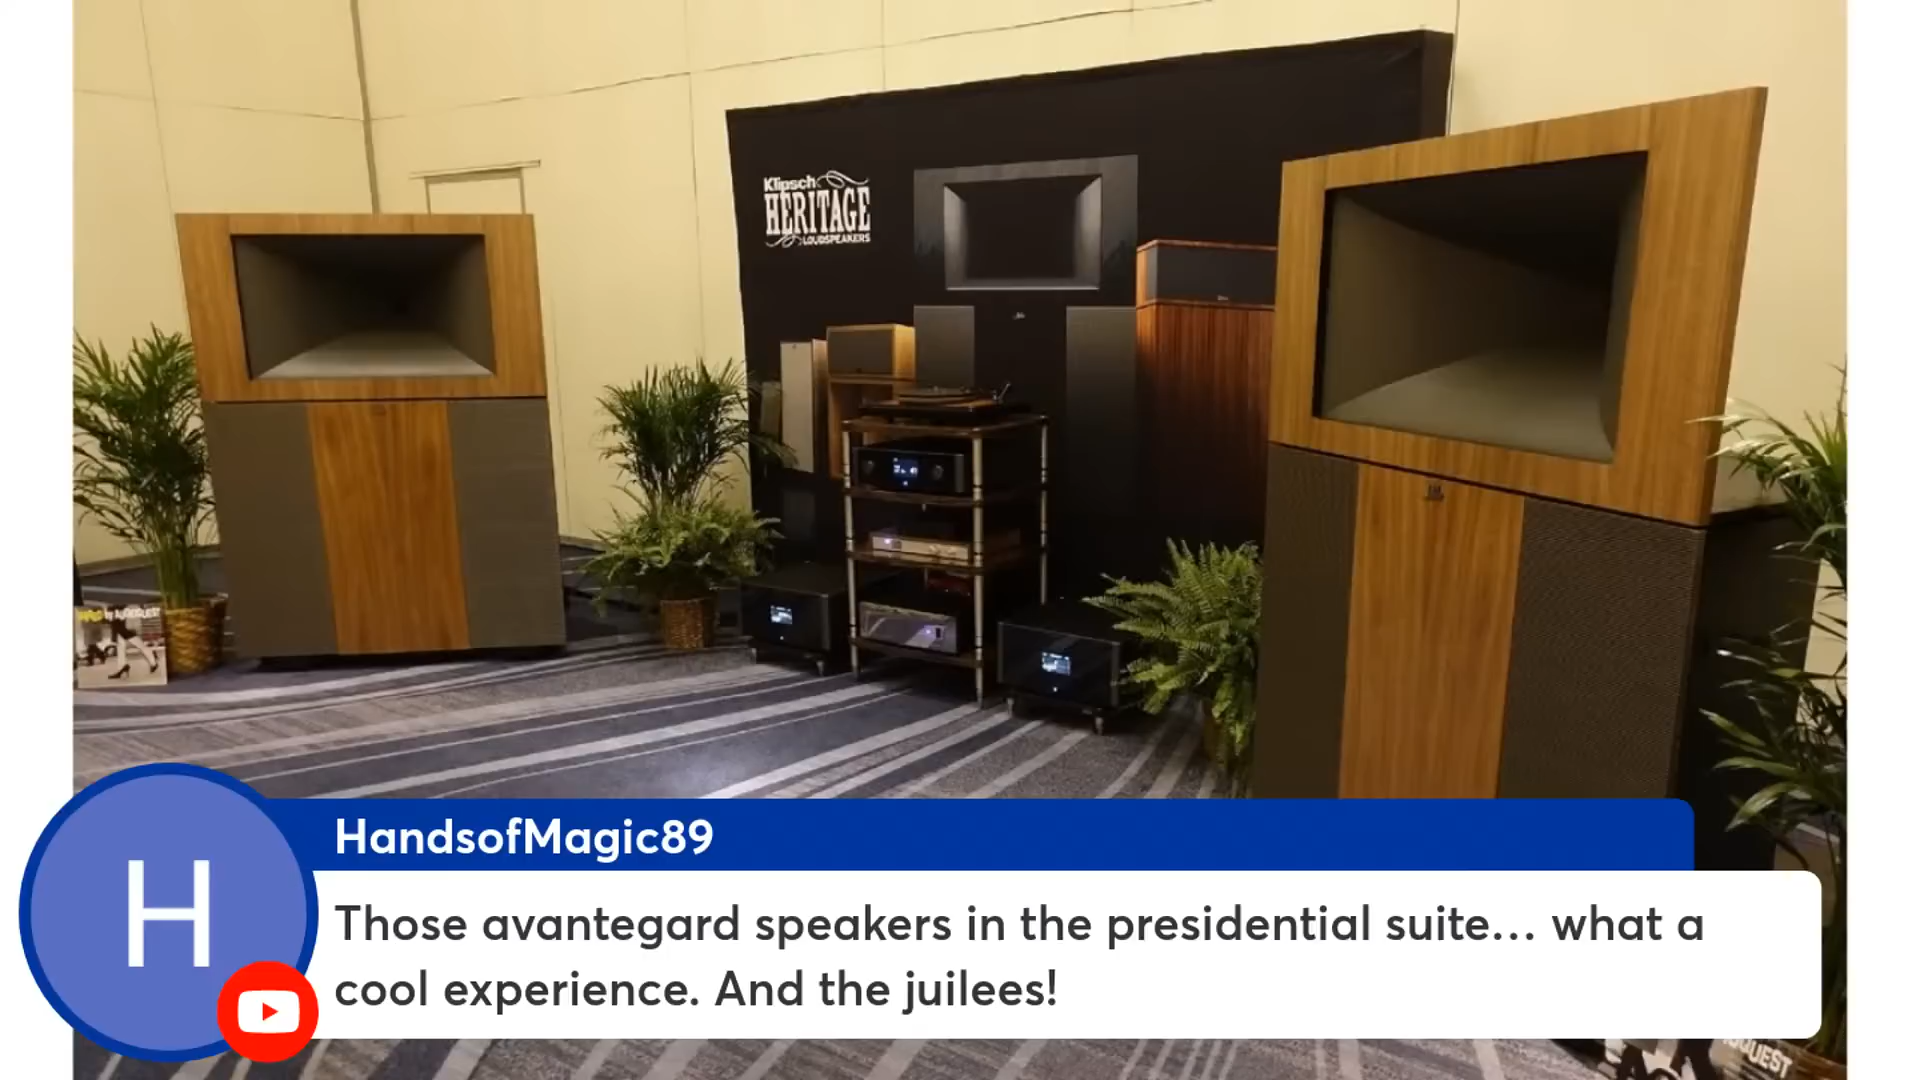 Klipsch
HERITAGE
LOUDSPEAKERS
HandsofMagic89
Those avantegard speakers in the presidential suite... what a
cool experience. And the juilees!
H